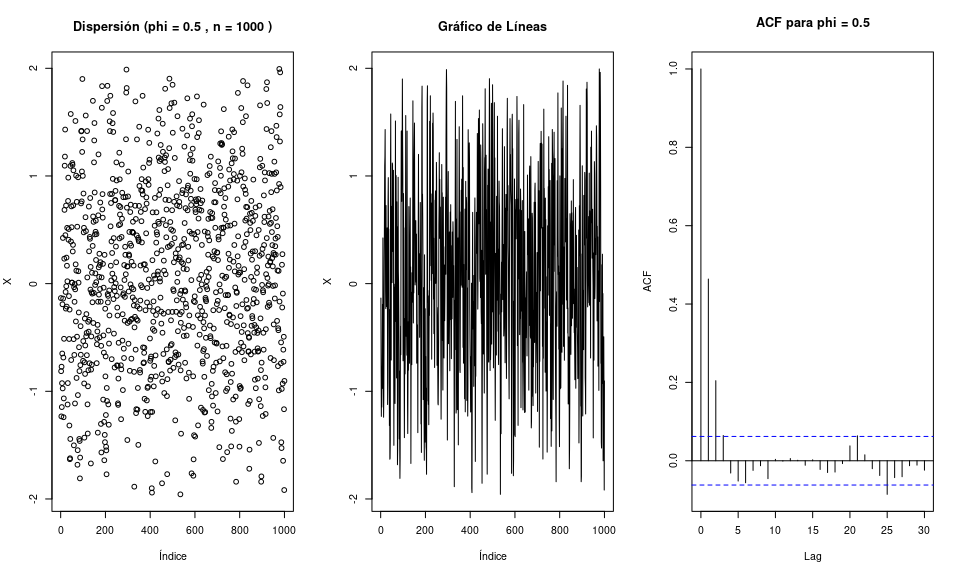 Dispersión (phi = 0.5 , n = 1000 )
X
2
1
0
-1
-2
0 200 400 600 800 1000
Índice
Gráfico de Líneas
X
2
1
0
-1
-2
0 200 400 600 800 1000
Índice
ACF para phi = 0.5
ACF
1.0
0.8
0.6
0.4
0.2
0.0
0 5 10 15 20 25 30
Lag